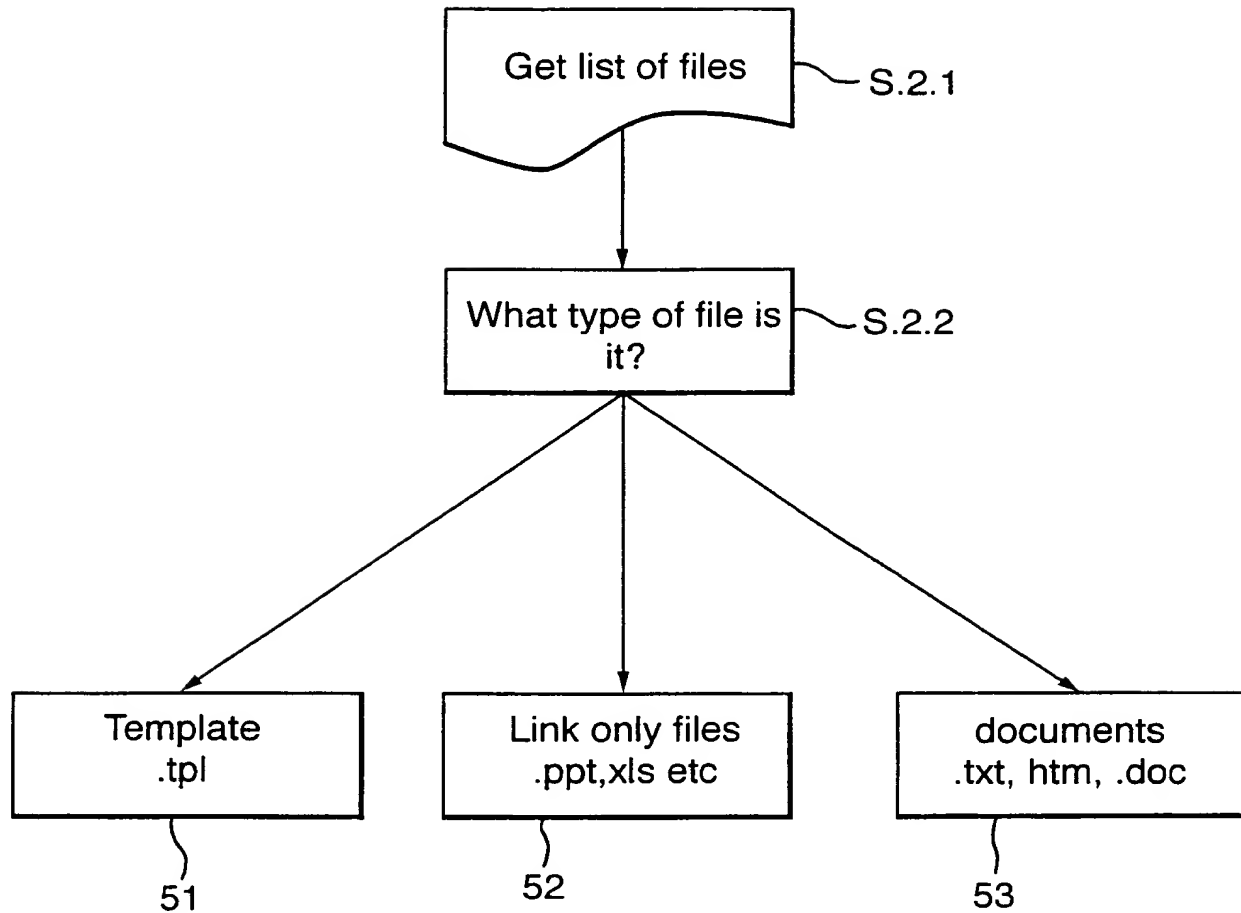 Get list of files
S.2.1
What type of file is
it?
S.2.2
Template
.tpl
Link only files
.ppt,xls etc
documents
.txt, htm, .doc
51
52
53